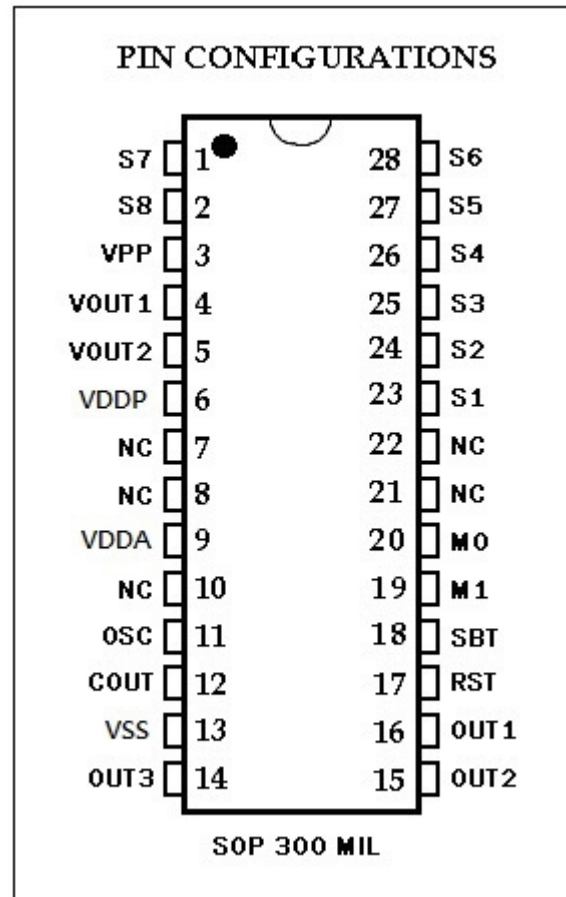 PIN CONFIGURATIONS
S7 1 28 S6
S8 2 27 S5
VPP 3 26 S4
VOUT1 4 25 S3
VOUT2 5 24 S2
VDDP 6 23 S1
NC 7 22 NC
NC 8 21 NC
VDDA 9 20 M0
NC 10 19 M1
OSC 11 18 SBT
COUT 12 17 RST
VSS 13 16 OUT1
OUT3 14 15 OUT2
SOP 300 MIL